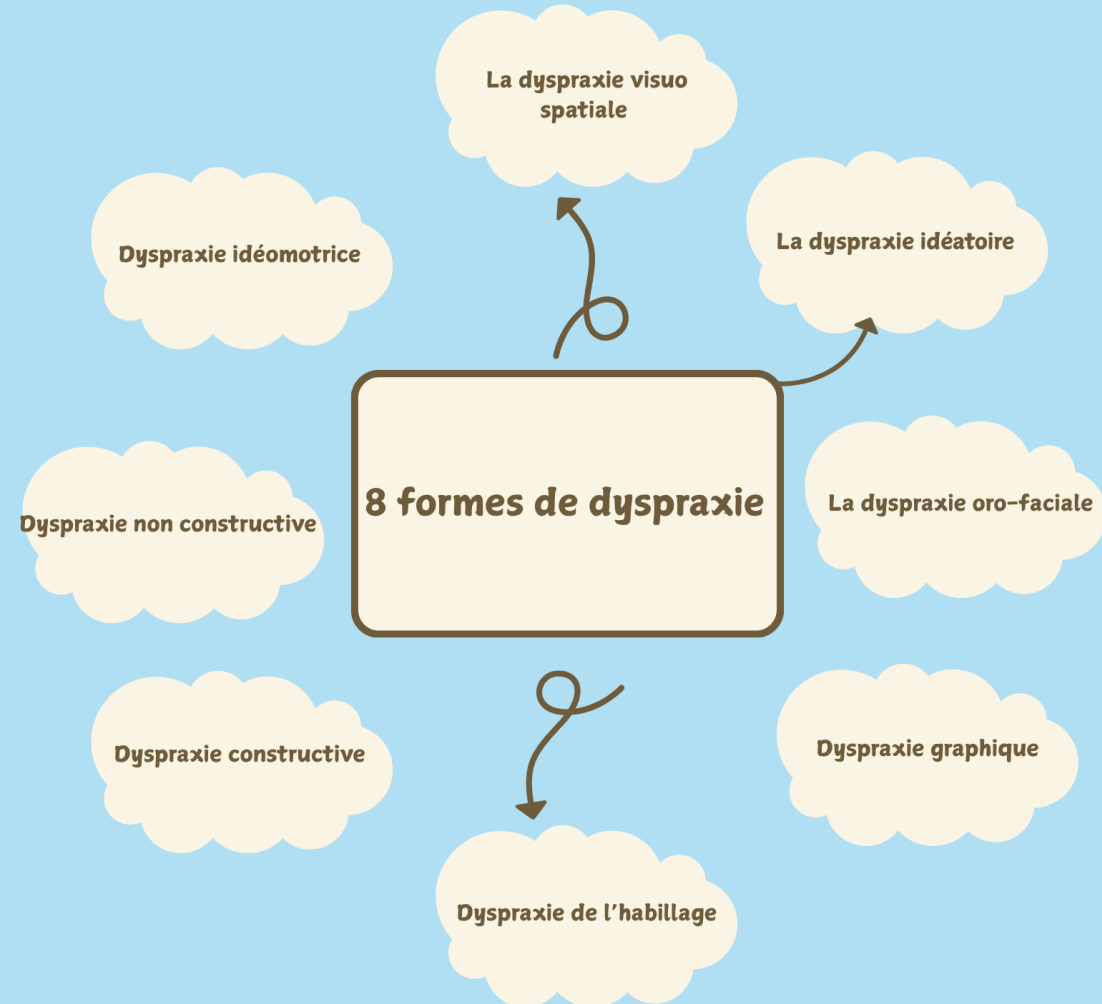 La dyspraxie visuo
spatiale
La dyspraxie idéatoire
Dyspraxie idéomotrice
8 formes de dyspraxie
La dyspraxie oro-faciale
Dyspraxie non constructive
Dyspraxie graphique
Dyspraxie constructive
Dyspraxie de l'habillage